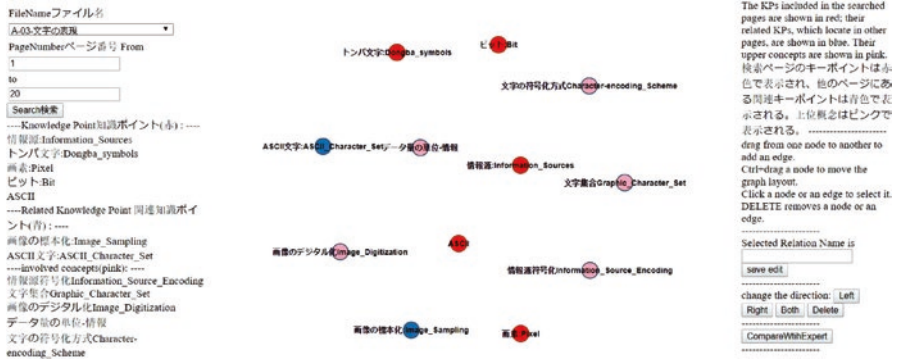 FileNameファイル名
A-03-文字の表現
PageNumberページ番号 From
1
to
20
Search検索
----Knowledge Point知識ポイント(赤) : ----
情報源:Information_Sources
トンパ文字:Dongba_symbols
画素:Pixel
ビット:Bit
ASCII
----Related Knowledge Point 関連知識ポイ
ント(青) : ----
画像の標本化:Image_Sampling
ASCII文字:ASCII_Character_Set
----involved concepts(pink): ----
情報源符号化Information_Source_Encoding
文字集合Graphic_Character_Set
画像のデジタル化Image_Digitization
データ量の単位-情報
文字の符号化方式Character-
encoding_Scheme
トンパ文字:Dongba_symbols
ビット:Bit
文字の符号化方式Character-encoding_Scheme
ASCII文字:ASCII_Character_Set
データ量の単位-情報
情報源:Information_Sources
文字集合Graphic_Character_Set
画像のデジタル化Image_Digitization
ASCII
情報源符号化Information_Source_Encoding
画像の標本化:Image_Sampling
画素:Pixel
The KPs included in the searched
pages are shown in red; their
related KPs, which locate in other
pages, are shown in blue. Their
upper concepts are shown in pink.
検索ページのキーポイントは赤
色で表示され、他のページにあ
る関連キーポイントは青色で表
示される。上位概念はピンクで
表示される。 ----------------------
drag from one node to another to
add an edge.
Ctrl+drag a node to move the
graph layout.
Click a node or an edge to select it.
DELETE removes a node or an
edge.
----------------------
Selected Relation Name is
save edit
----------------------
change the direction: Left
Right Both Delete
----------------------
CompareWtihExpert
----------------------